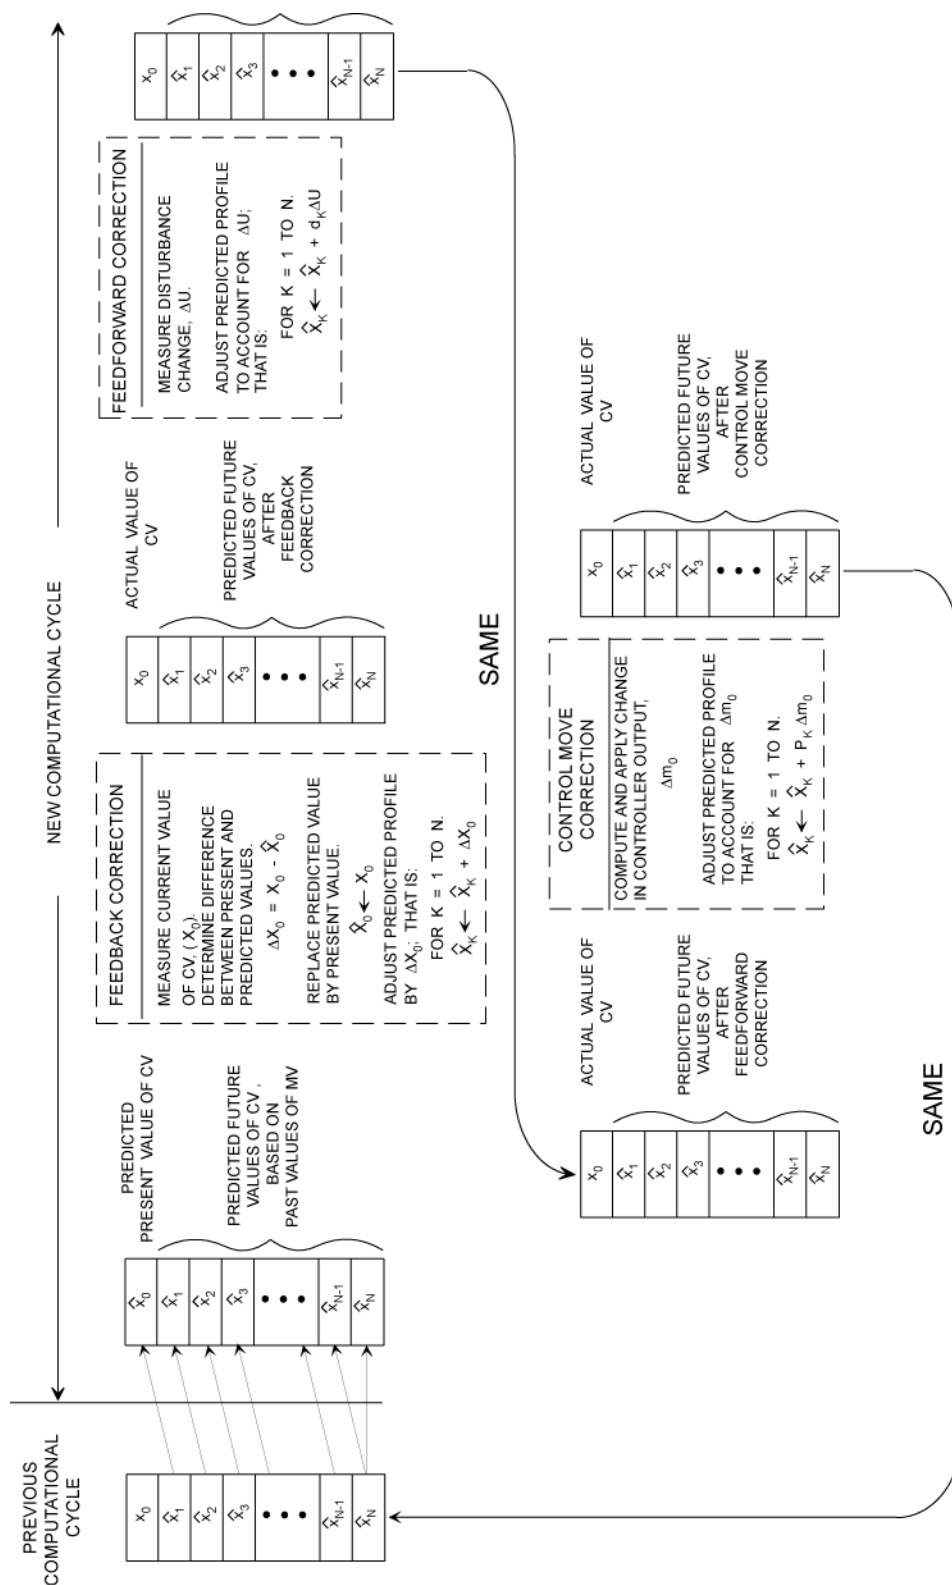 PREVIOUS
COMPUTATIONAL
CYCLE
NEW COMPUTATIONAL CYCLE
x0
x̂1
x̂2
x̂3
• • •
x̂N-1
x̂N
x̂0
x̂1
x̂2
x̂3
• • •
x̂N-1
x̂N
PREDICTED
PRESENT VALUE OF CV
PREDICTED FUTURE
VALUES OF CV ,
BASED ON
PAST VALUES OF MV
FEEDBACK CORRECTION
MEASURE CURRENT VALUE
OF CV, ( X0).
DETERMINE DIFFERENCE
BETWEEN PRESENT AND
PREDICTED VALUES.
ΔX0 = X0 - X̂0
REPLACE PREDICTED VALUE
BY PRESENT VALUE.
X̂0 ← X0
ADJUST PREDICTED PROFILE
BY ΔX0; THAT IS:
FOR K = 1 TO N.
X̂K ← X̂K + ΔX0
x0
x̂1
x̂2
x̂3
• • •
x̂N-1
x̂N
ACTUAL VALUE OF
CV
PREDICTED FUTURE
VALUES OF CV,
AFTER
FEEDBACK
CORRECTION
FEEDFORWARD CORRECTION
MEASURE DISTURBANCE
CHANGE, ΔU.
ADJUST PREDICTED PROFILE
TO ACCOUNT FOR ΔU;
THAT IS:
FOR K = 1 TO N.
X̂K ← X̂K + dKΔU
x0
x̂1
x̂2
x̂3
• • •
x̂N-1
x̂N
SAME
x0
x̂1
x̂2
x̂3
• • •
x̂N-1
x̂N
ACTUAL VALUE OF
CV
PREDICTED FUTURE
VALUES OF CV,
AFTER
FEEDFORWARD
CORRECTION
CONTROL MOVE
CORRECTION
COMPUTE AND APPLY CHANGE
IN CONTROLLER OUTPUT,
Δm0
ADJUST PREDICTED PROFILE
TO ACCOUNT FOR Δm0
THAT IS:
FOR K = 1 TO N.
X̂K ← X̂K + PK Δm0
x0
x̂1
x̂2
x̂3
• • •
x̂N-1
x̂N
ACTUAL VALUE OF
CV
PREDICTED FUTURE
VALUES OF CV,
AFTER
CONTROL MOVE
CORRECTION
SAME